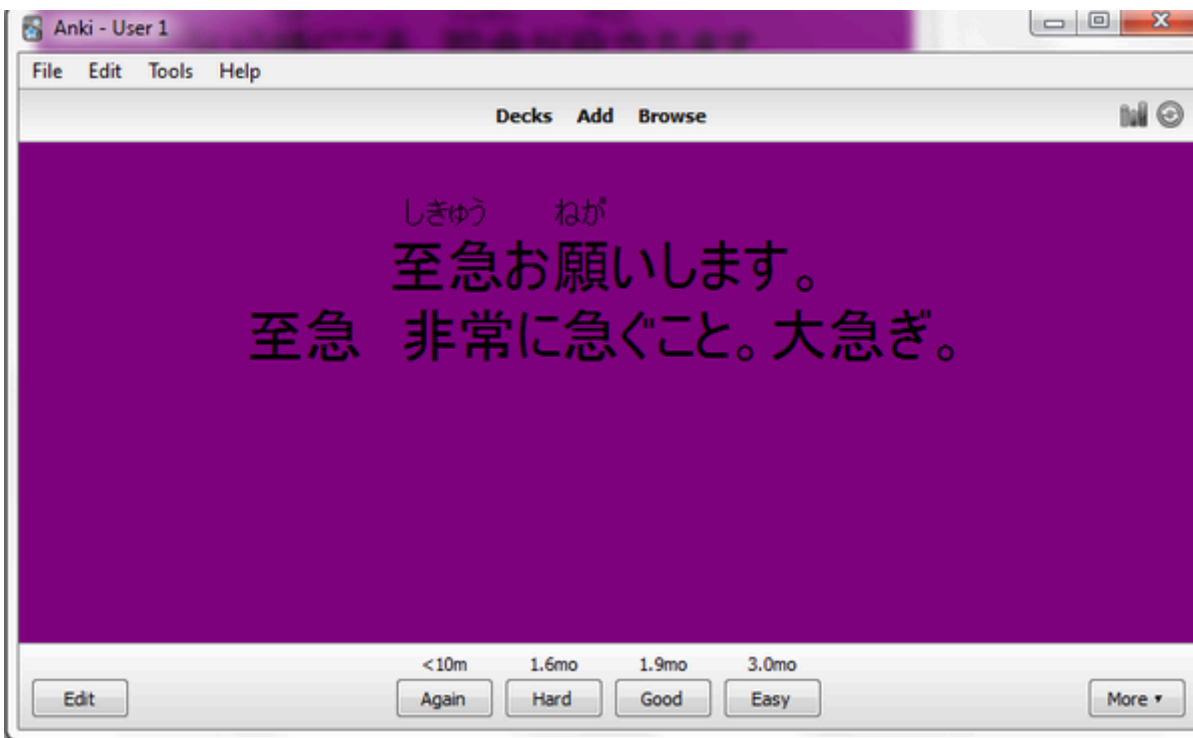 Anki - User 1
File Edit Tools Help
Decks Add Browse
しきゅう ねが
至急お願いします。
至急 非常に急ぐこと。大急ぎ。
<10m 1.6mo 1.9mo 3.0mo
Edit Again Hard Good Easy More ▾